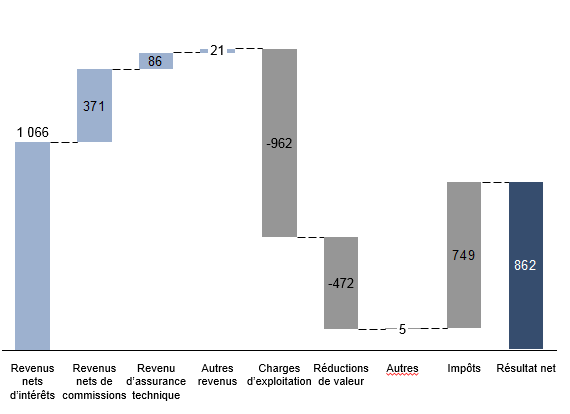 21
86
1 066
371
-962
749
862
-472
5
Revenus
nets
d'intérêts
Revenus
nets de
commissions
Revenu
d'assurance
technique
Autres
revenus
Charges
d'exploitation
Réductions
de valeur
Autres
Impôts
Résultat net